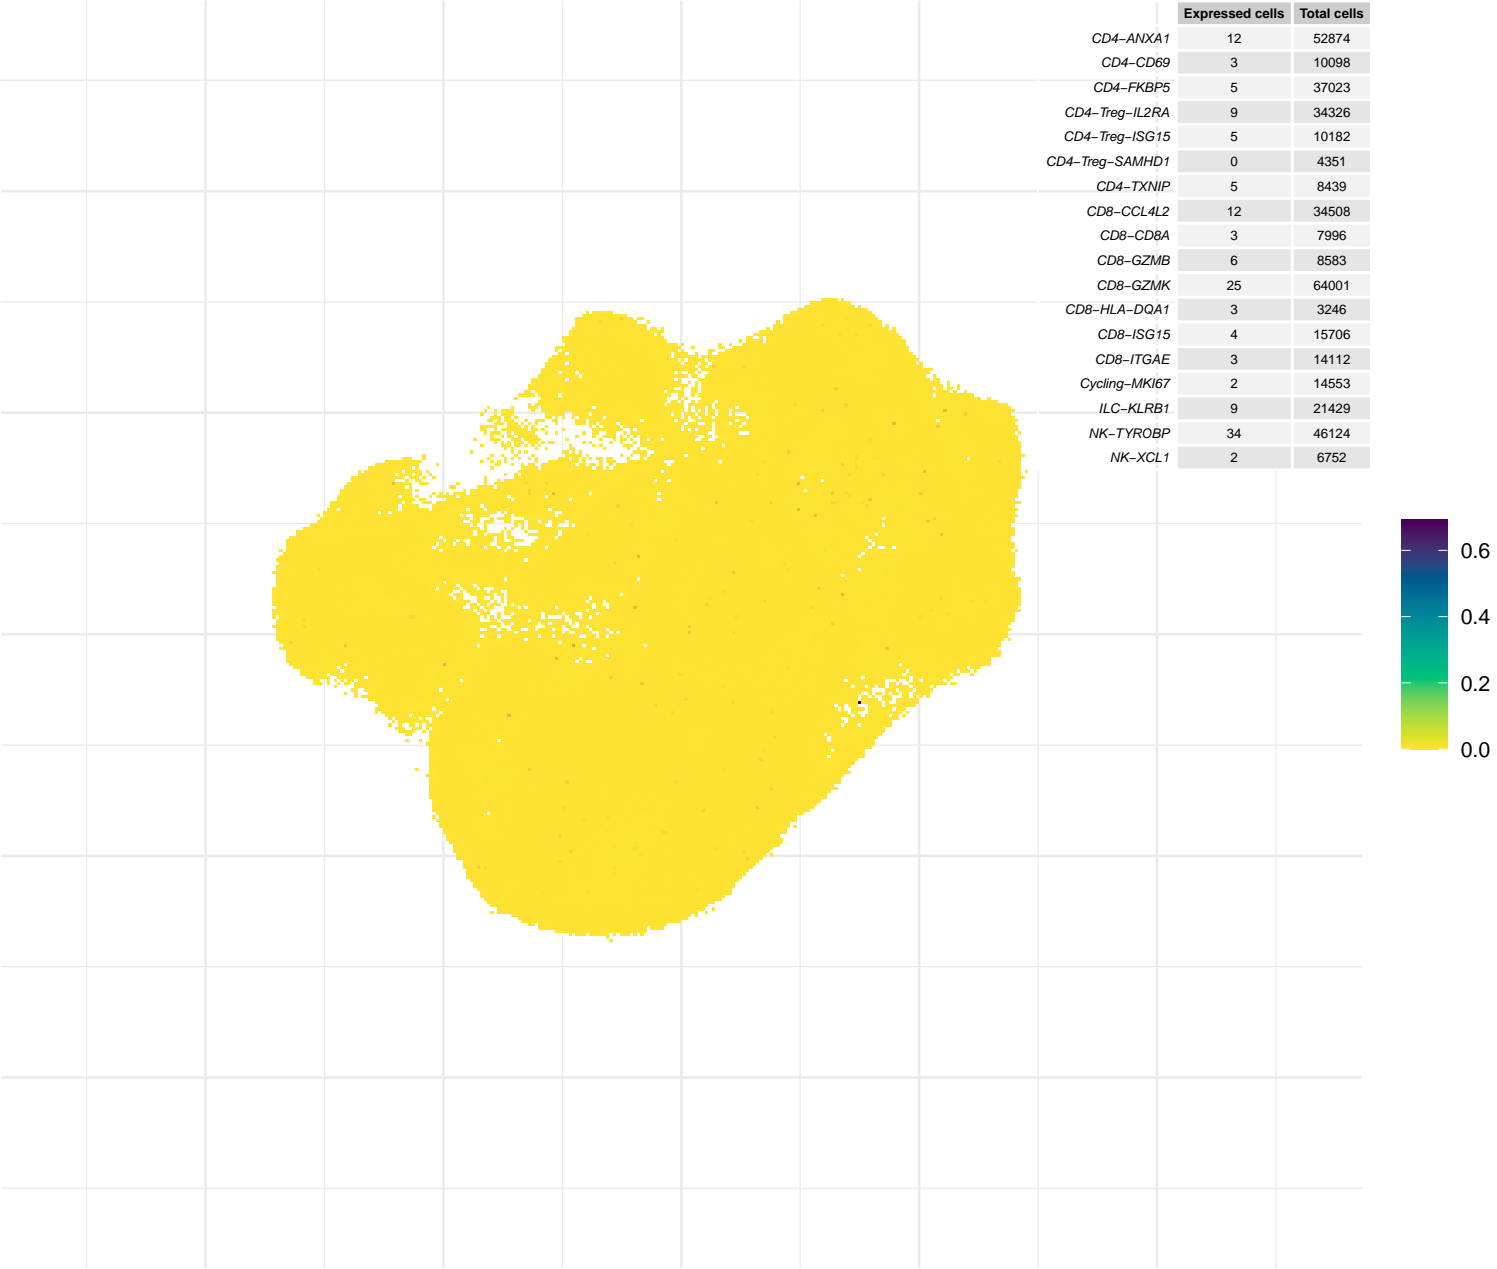 Expressed cells Total cells
CD4−ANXA1 12 52874
CD4−CD69 3 10098
CD4−FKBP5 5 37023
CD4−Treg−IL2RA 9 34326
CD4−Treg−ISG15 5 10182
CD4−Treg−SAMHD1 0 4351
CD4−TXNIP 5 8439
CD8−CCL4L2 12 34508
CD8−CD8A 3 7996
CD8−GZMB 6 8583
CD8−GZMK 25 64001
CD8−HLA−DQA1 3 3246
CD8−ISG15 4 15706
CD8−ITGAE 3 14112
Cycling−MKI67 2 14553
ILC−KLRB1 9 21429
NK−TYROBP 34 46124
NK−XCL1 2 6752
0.6
0.4
0.2
0.0